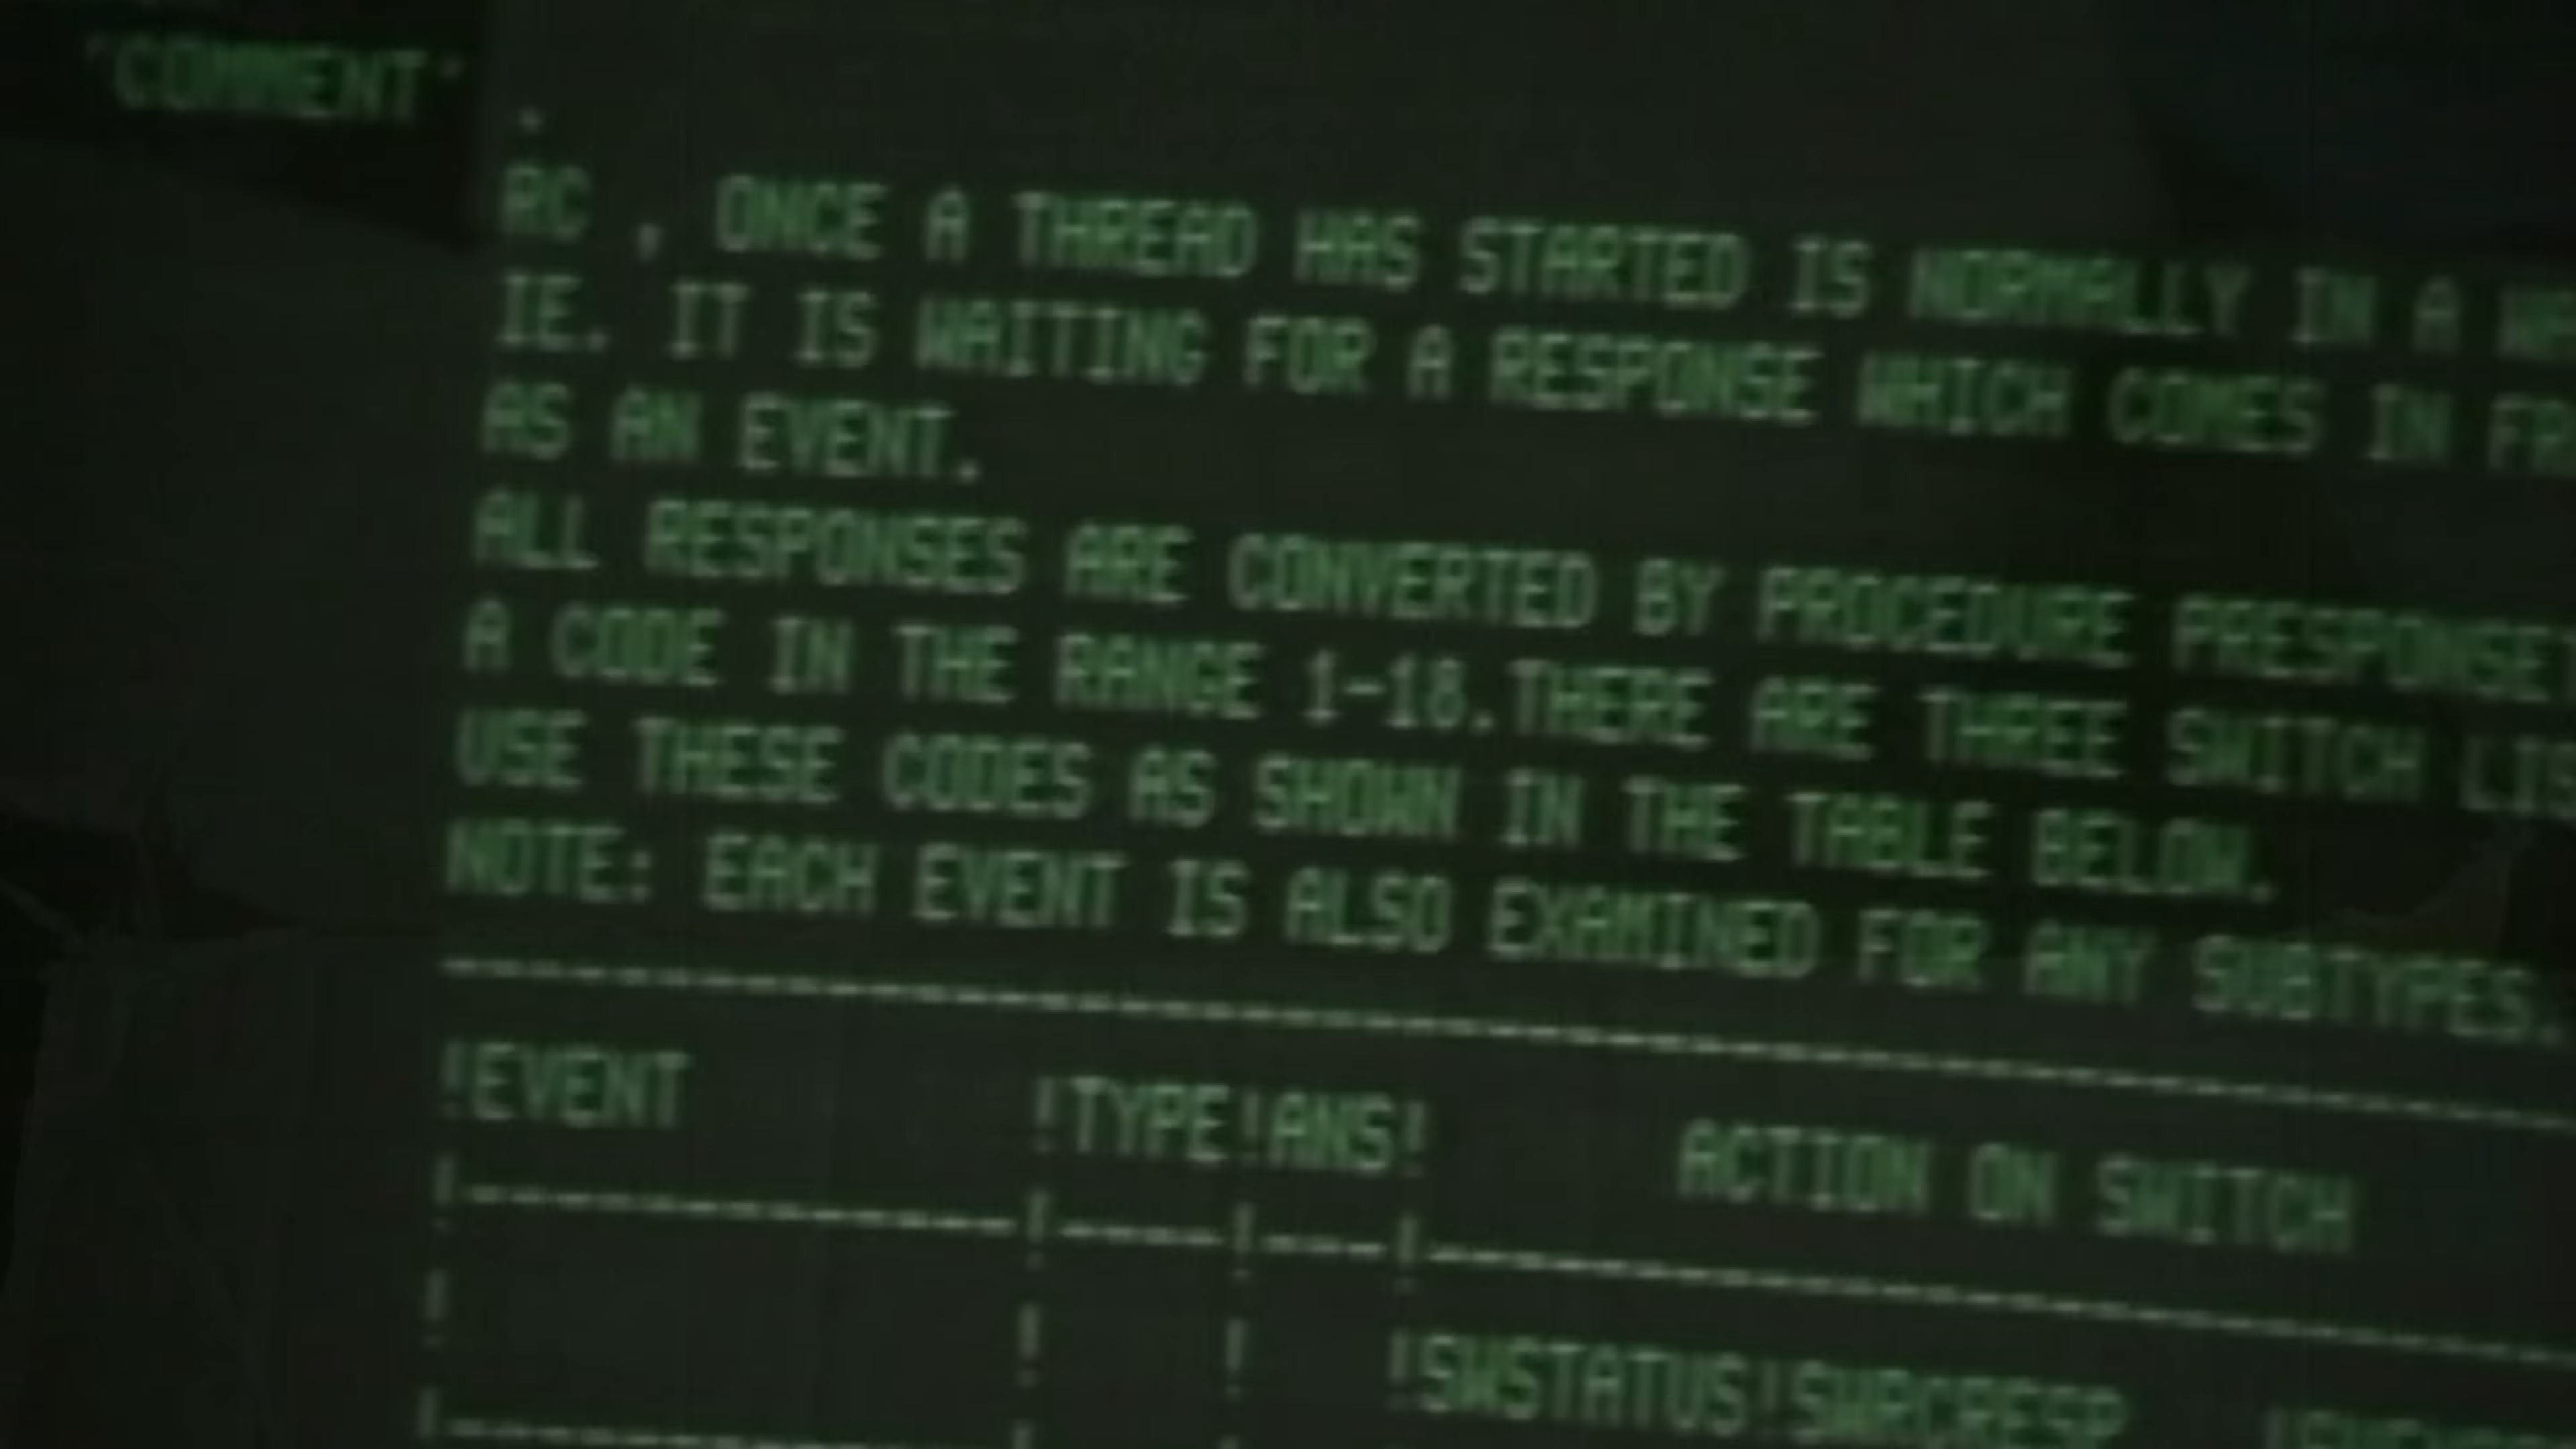 'COMMENT'
.
RC , ONCE A THREAD HAS STARTED IS NORMALLY IN A
IE. IT IS WAITING FOR A RESPONSE WHICH COMES IN
AS AN EVENT.
ALL RESPONSES ARE CONVERTED BY PROCEDURE PRESPONSE
A CODE IN THE RANGE 1-18.THERE ARE THREE SWITCH LIS
USE THESE CODES AS SHOWN IN THE TABLE BELOW.
NOTE: EACH EVENT IS ALSO EXAMINED FOR ANY SUBTYPES.
!EVENT !TYPE!ANS! ACTION ON SWITCH
!SWSTATUS!SWRCRESP